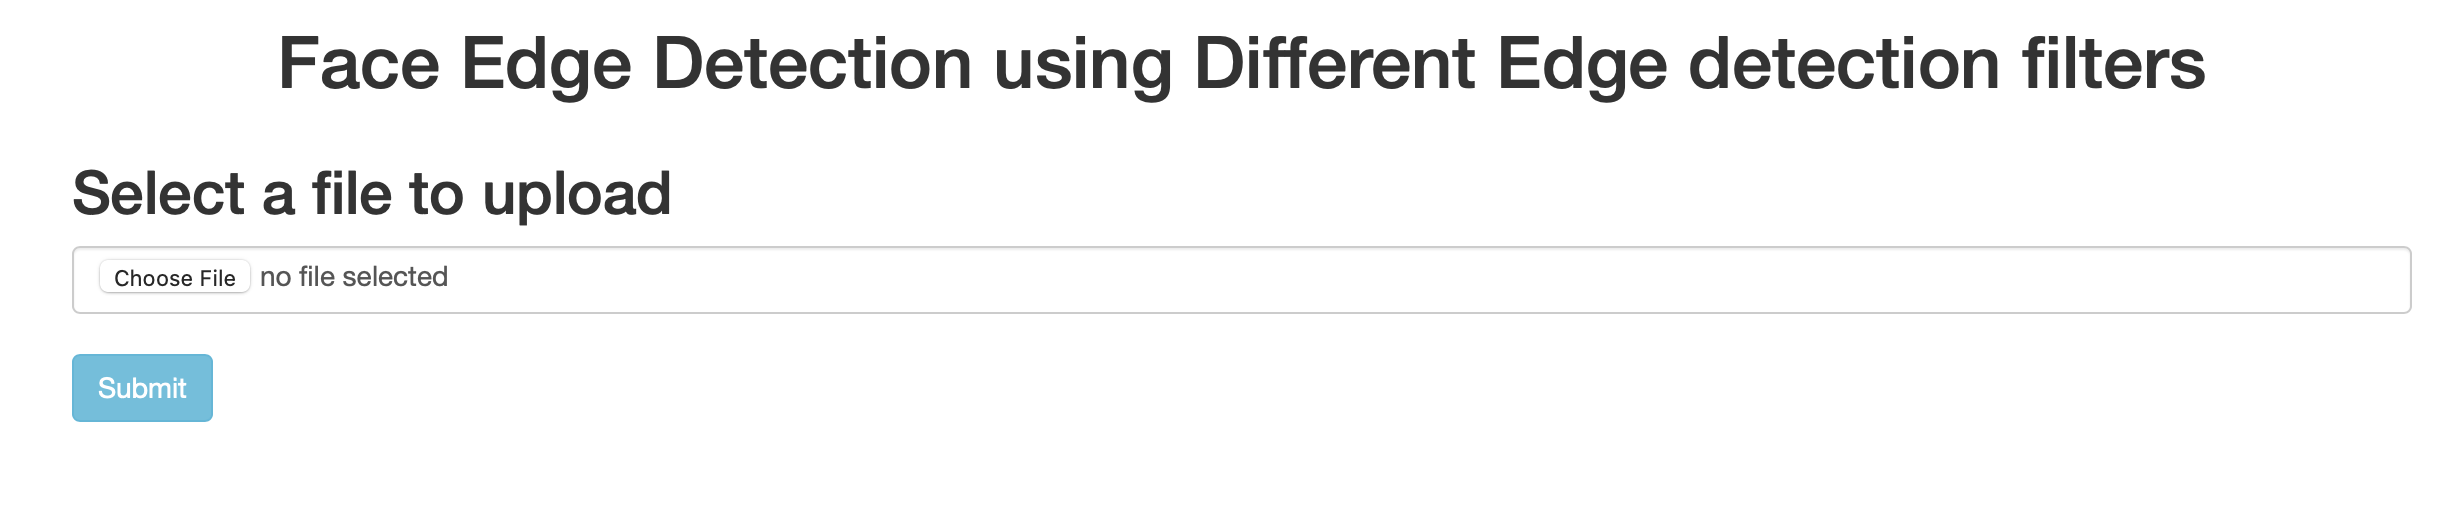 Face Edge Detection using Different Edge detection filters
Select a file to upload
Choose File no file selected
Submit